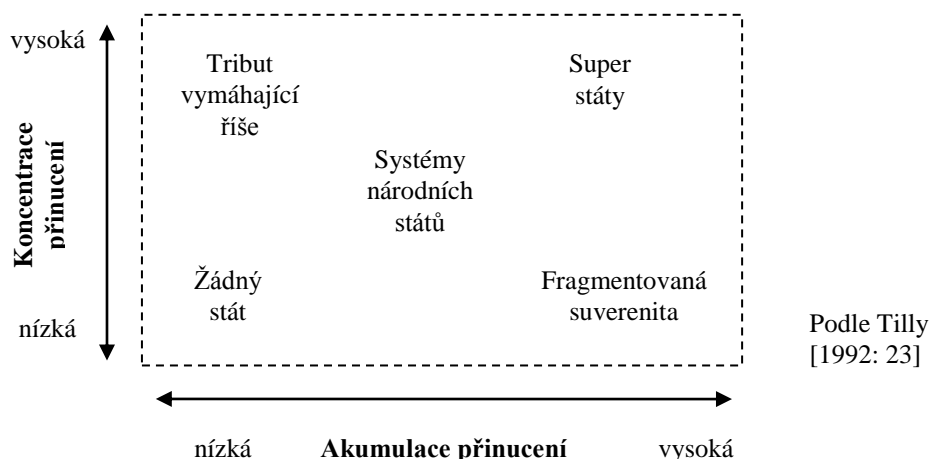 vysoká
Koncentrace
přinucení
nízká
Tribut
vymáhající
říše
Super
státy
Systémy
národních
států
Žádný
stát
Fragmentovaná
suverenita
Podle Tilly
[1992: 23]
nízká
Akumulace přinucení
vysoká